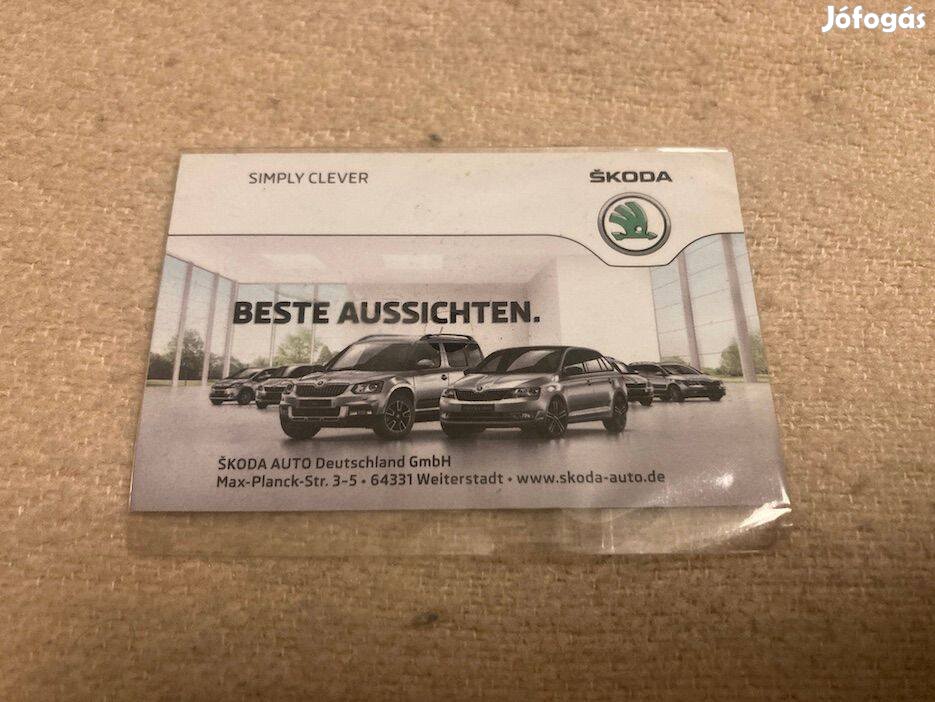 Jófogás
SIMPLY CLEVER
ŠKODA
BESTE AUSSICHTEN.
ŠKODA AUTO Deutschland GmbH
Max-Planck-Str. 3-5 • 64331 Weiterstadt • www.skoda-auto.de